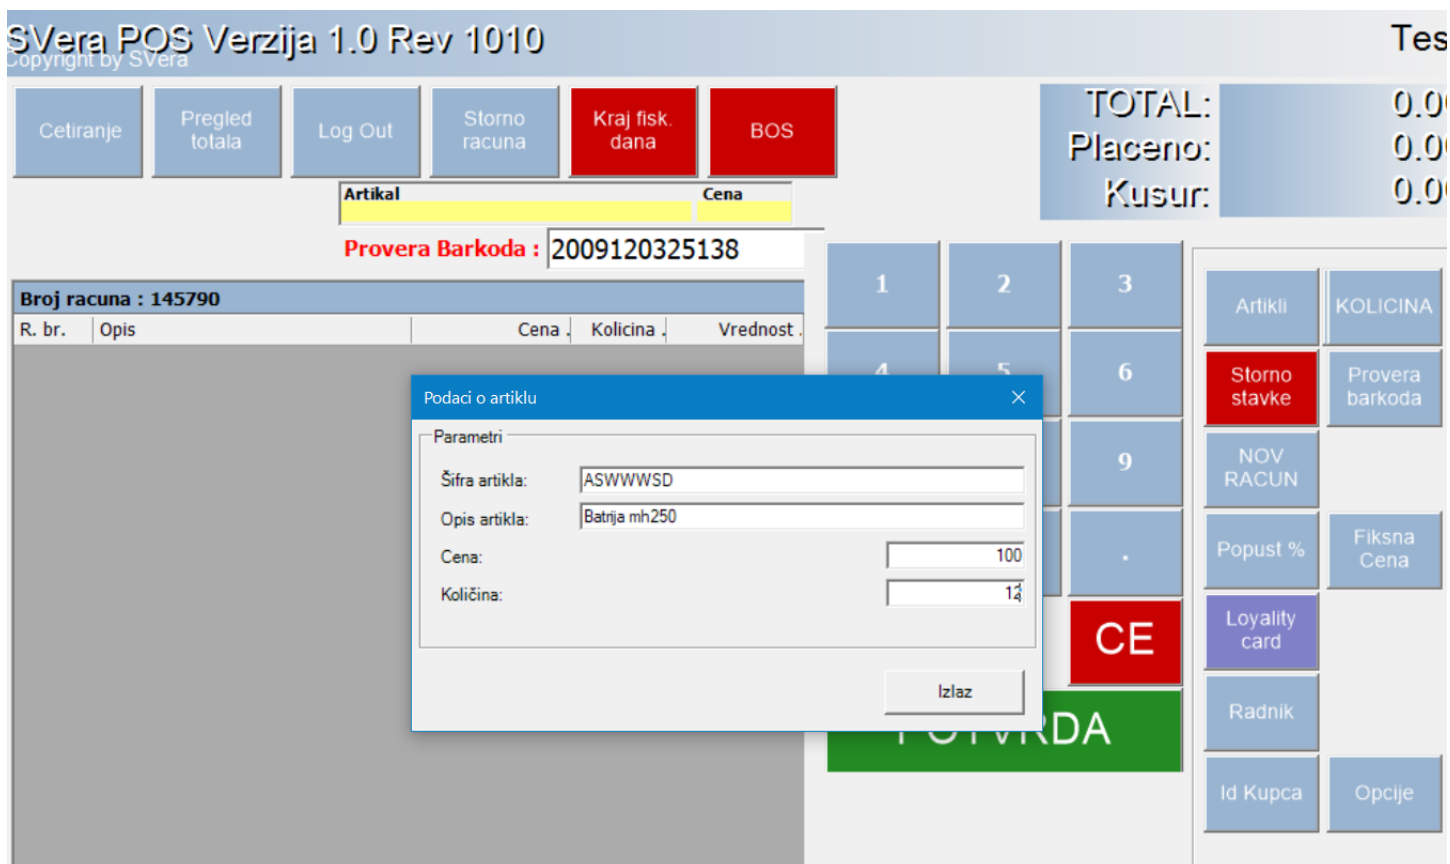 SVera POS Verzija 1.0 Rev 1010
Copyright by SVera
Cetiranje
Pregled
totala
Log Out
Storno
racuna
Kraj fisk.
dana
BOS
TOTAL:
Placeno:
Kusur:
Artikal Cena
Provera Barkoda : 2009120325138
Broj racuna : 145790
R. br. Opis Cena Kolicina Vrednost
1 2 3
6
9
.
Podaci o artiklu
Parametri
Šifra artikla: ASWWWSD
Opis artikla: Batrija mh250
Cena: 100
Količina:
Izlaz
CE
Artikli
KOLICINA
Storno
stavke
Provera
barkoda
NOV
RACUN
Popust %
Fiksna
Cena
Loyality
card
Radnik
Id Kupca
Opcije